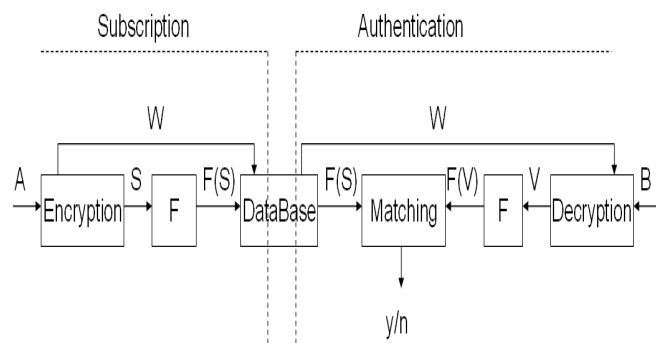 Subscription Authentication
W W
A S F(S) F(S) F(V) V B
Encryption F DataBase Matching F Decryption
y/n